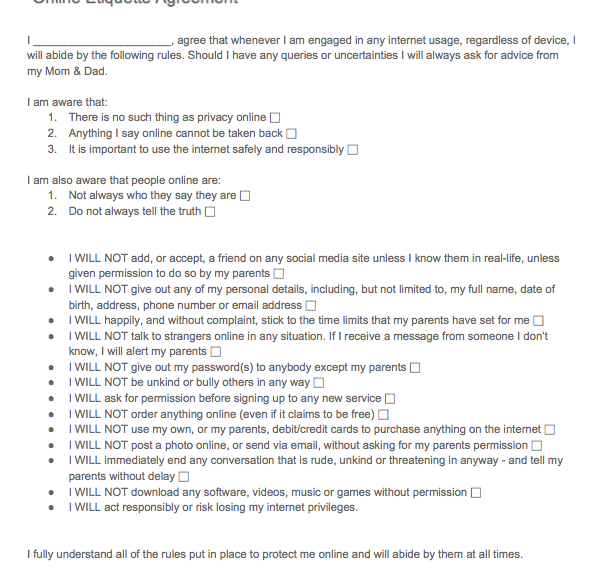 Online Etiquette Agreement
I ______________________, agree that whenever I am engaged in any internet usage, regardless of device, I
will abide by the following rules. Should I have any queries or uncertainties I will always ask for advice from
my Mom & Dad.
I am aware that:
1. There is no such thing as privacy online ☐
2. Anything I say online cannot be taken back ☐
3. It is important to use the internet safely and responsibly ☐
I am also aware that people online are:
1. Not always who they say they are ☐
2. Do not always tell the truth ☐
● I WILL NOT add, or accept, a friend on any social media site unless I know them in real-life, unless
given permission to do so by my parents ☐
● I WILL NOT give out any of my personal details, including, but not limited to, my full name, date of
birth, address, phone number or email address ☐
● I WILL happily, and without complaint, stick to the time limits that my parents have set for me ☐
● I WILL NOT talk to strangers online in any situation. If I receive a message from someone I don't
know, I will alert my parents ☐
● I WILL NOT give out my password(s) to anybody except my parents ☐
● I WILL NOT be unkind or bully others in any way ☐
● I WILL ask for permission before signing up to any new service ☐
● I WILL NOT order anything online (even if it claims to be free) ☐
● I WILL NOT use my own, or my parents, debit/credit cards to purchase anything on the internet ☐
● I WILL NOT post a photo online, or send via email, without asking for my parents permission ☐
● I WILL immediately end any conversation that is rude, unkind or threatening in anyway - and tell my
parents without delay ☐
● I WILL NOT download any software, videos, music or games without permission ☐
● I WILL act responsibly or risk losing my internet privileges.
I fully understand all of the rules put in place to protect me online and will abide by them at all times.